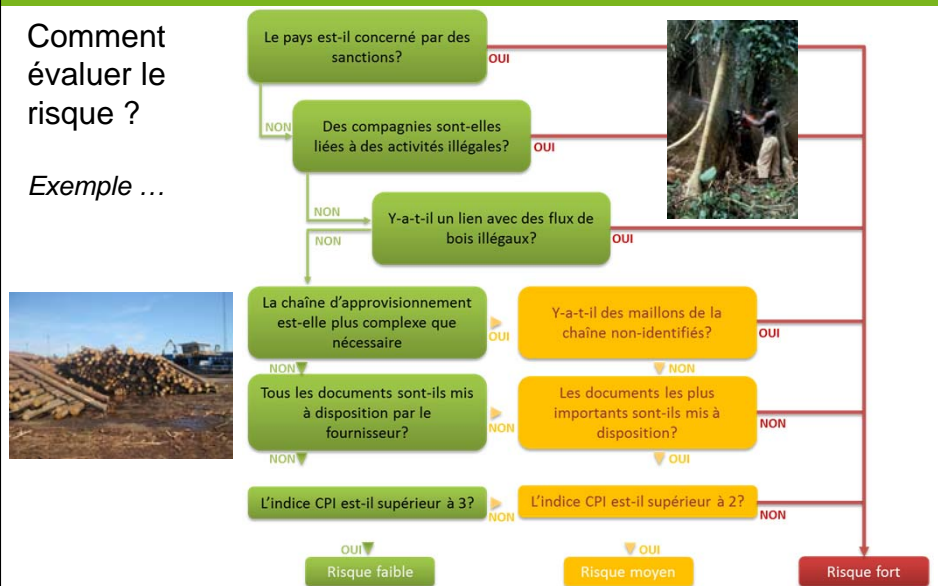 Comment
évaluer le
risque ?
Exemple …
Le pays est-il concerné par des
sanctions?
OUI
NON
Des compagnies sont-elles
liées à des activités illégales?
OUI
NON
Y-a-t-il un lien avec des flux de
bois illégaux?
OUI
NON
La chaîne d'approvisionnement
est-elle plus complexe que
nécessaire
OUI
Y-a-t-il des maillons de la
chaîne non-identifiés?
OUI
NON
NON
Tous les documents sont-ils mis
à disposition par le
fournisseur?
NON
Les documents les plus
importants sont-ils mis à
disposition?
NON
NON
OUI
L'indice CPI est-il supérieur à 3?
NON
L'indice CPI est-il supérieur à 2?
NON
OUI
OUI
Risque faible
Risque moyen
Risque fort